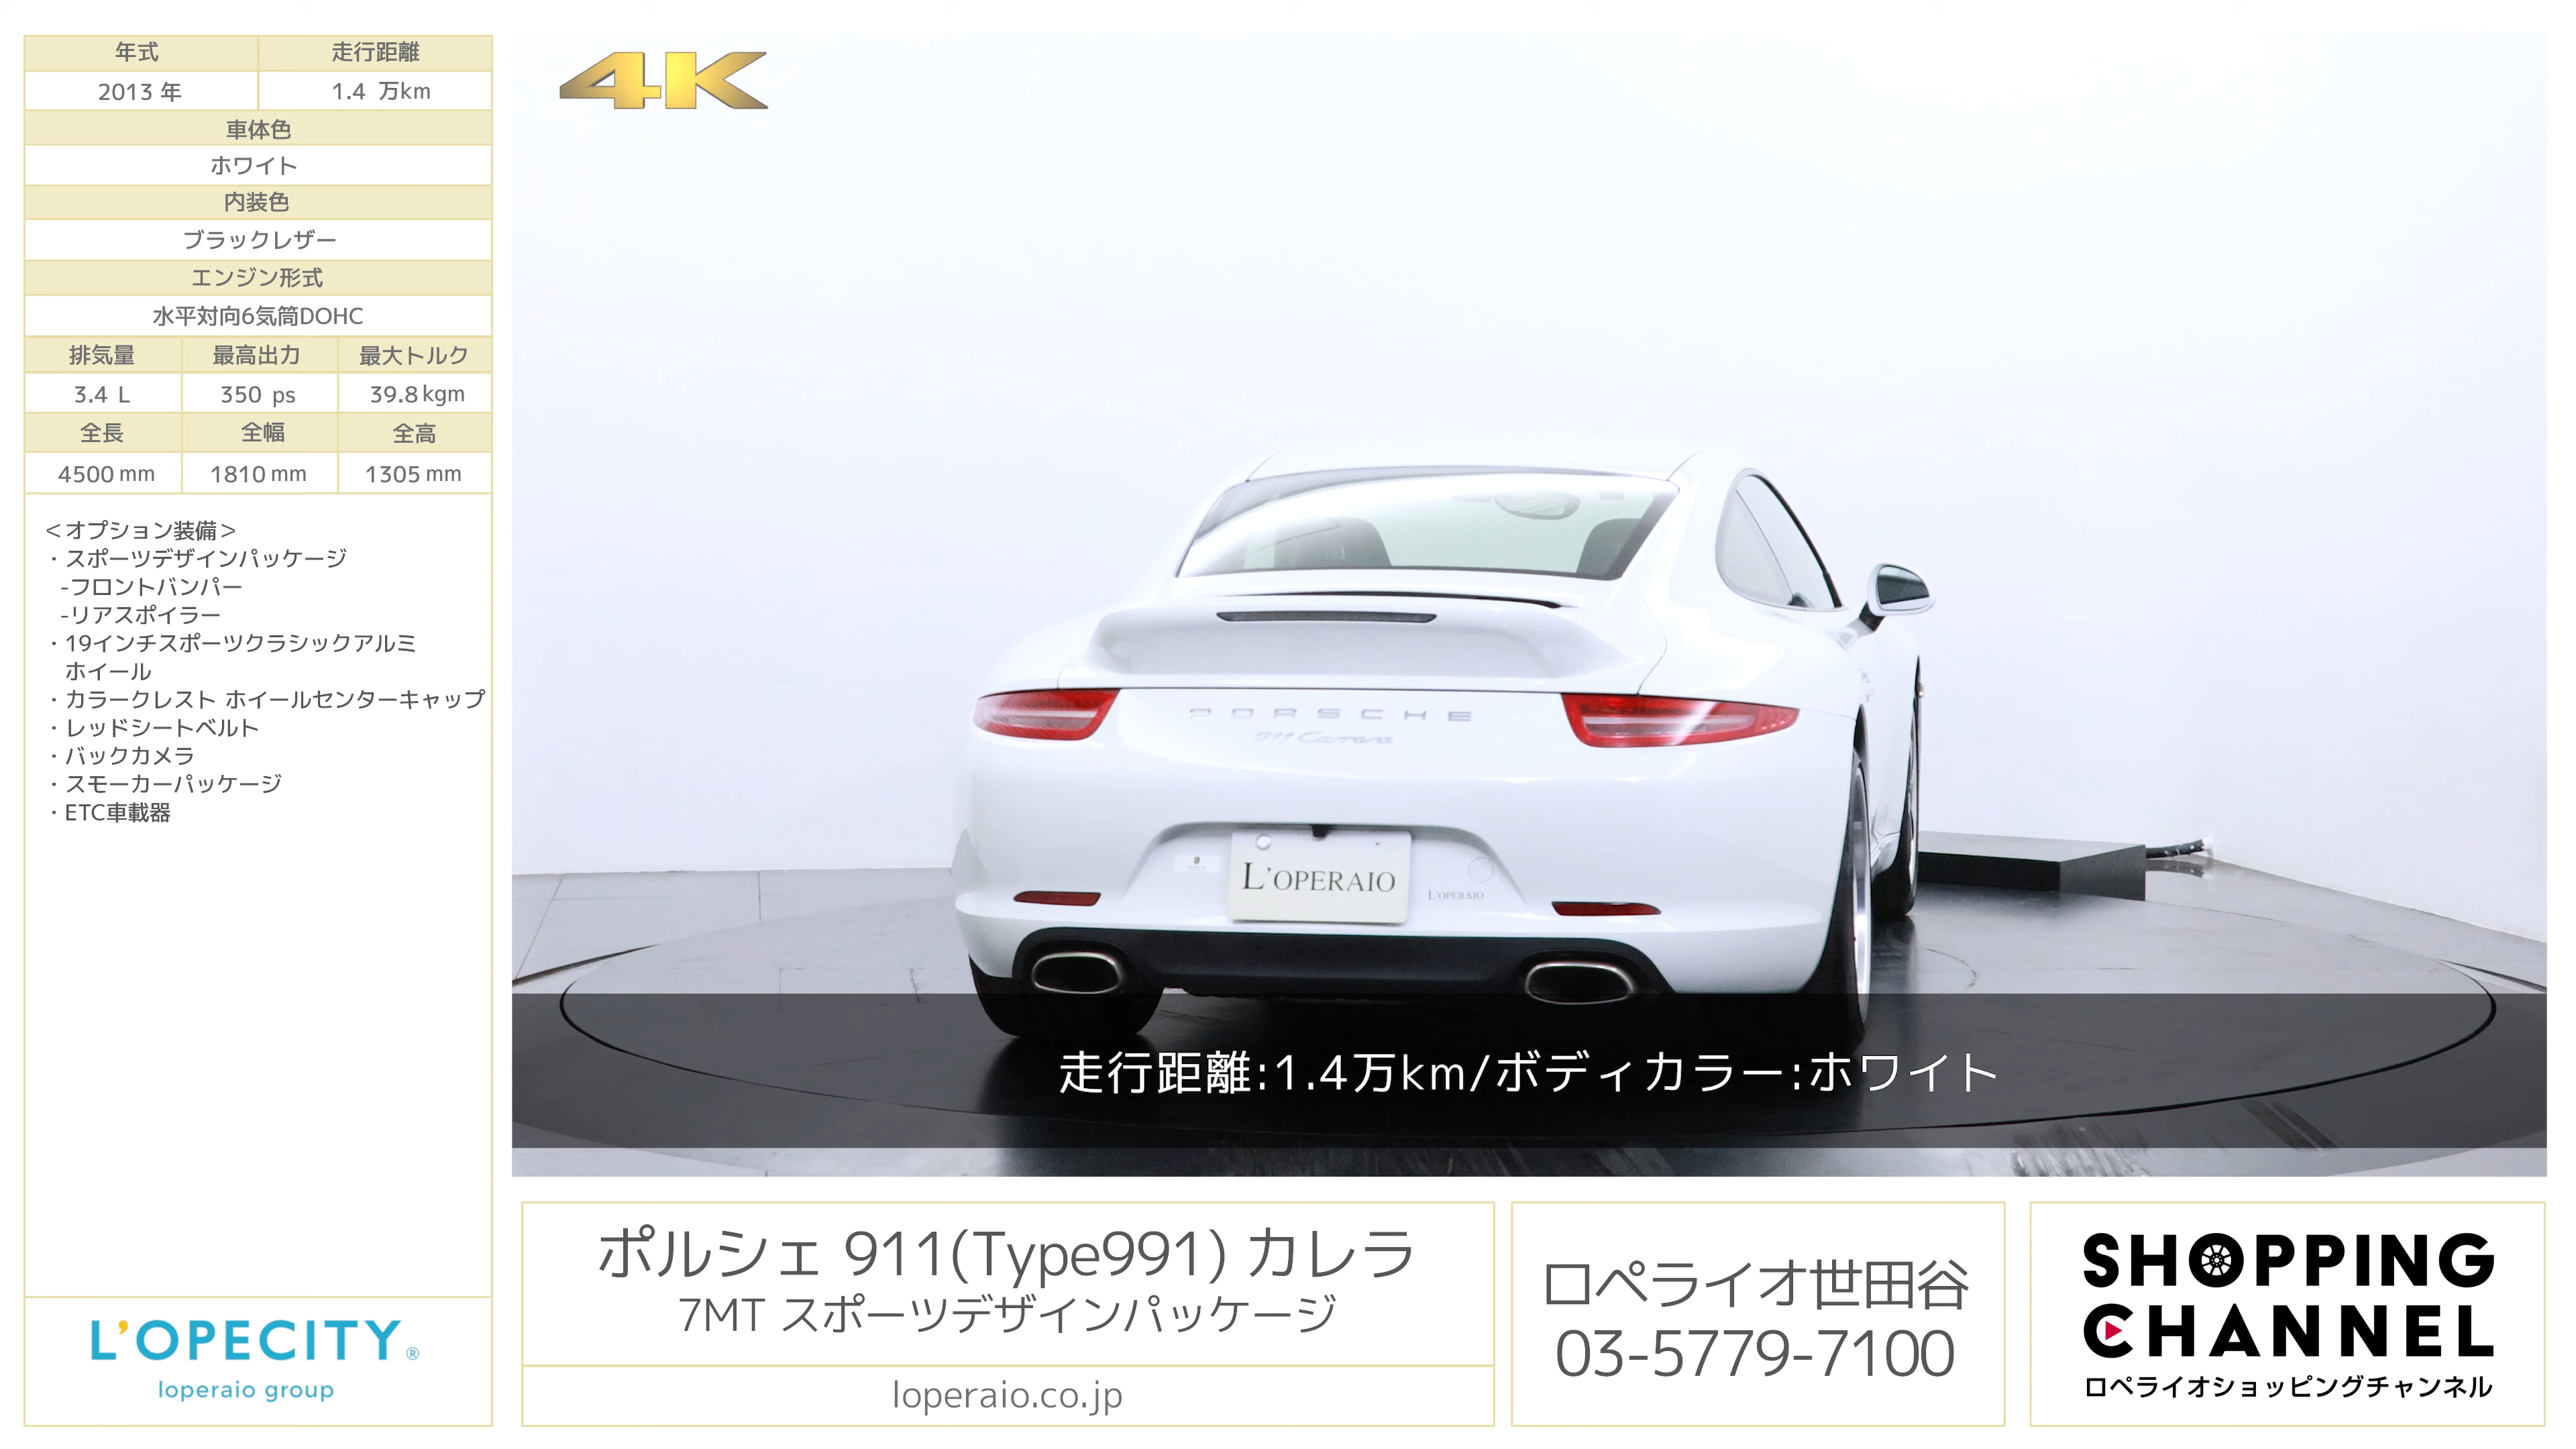 年式 走行距離
2013 年 1.4 万km
車体色
ホワイト
内装色
ブラックレザー
エンジン形式
水平対向6気筒DOHC
排気量 最高出力 最大トルク
3.4 L 350 ps 39.8kgm
全長 全幅 全高
4500mm 1810mm 1305mm
＜オプション装備＞
・スポーツデザインパッケージ
-フロントバンパー
-リアスポイラー
・19インチスポーツクラシックアルミ
ホイール
・カラークレスト ホイールセンターキャップ
・レッドシートベルト
・バックカメラ
・スモーカーパッケージ
・ETC車載器
L'OPECITY®
loperaio group
4K
PORSCHE
911 Carrera
L'OPERAIO
L'OPERAIO
走行距離:1.4万km/ボディカラー:ホワイト
ポルシェ 911(Type991) カレラ
7MT スポーツデザインパッケージ
loperaio.co.jp
ロペライオ世田谷
03-5779-7100
SHOPPING
CHANNEL
ロペライオショッピングチャンネル